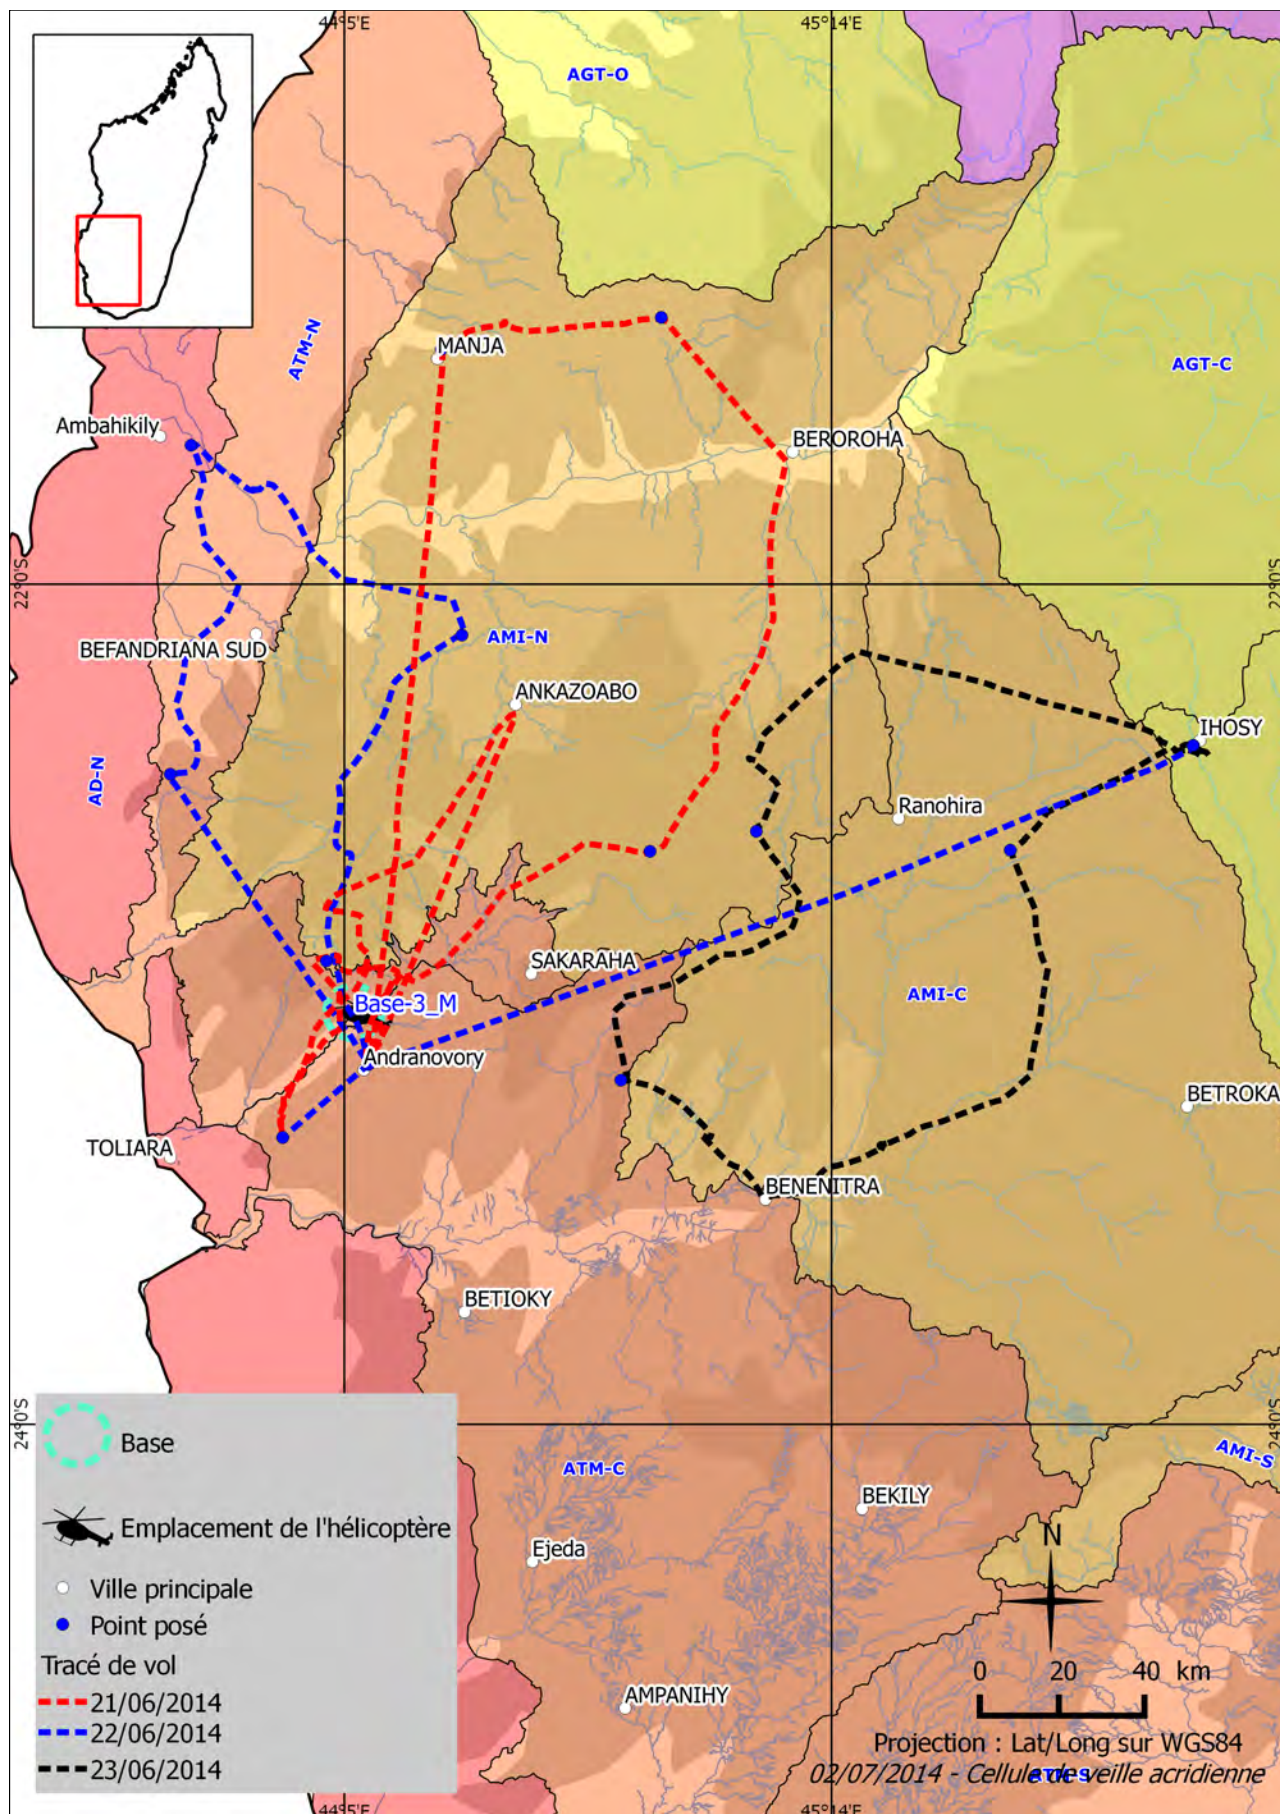 44°5'E
45°14'E
AGT-O
ATM-N
MANJA
AGT-C
Ambahikily
BEROROHA
22°0'S
22°0'S
BEFANDRIANA SUD
AMI-N
ANKAZOABO
IHOSY
AD-N
Ranohira
SAKARAHA
AMI-C
Base-3_M
Andranovory
BETROKA
TOLIARA
BENENITRA
BETIOKY
24°0'S
24°0'S
Base
AMI-S
ATM-C
BEKILY
Emplacement de l'hélicoptère
N
Ejeda
Ville principale
Point posé
Tracé de vol
0 20 40 km
21/06/2014
AMPANIHY
22/06/2014
Projection : Lat/Long sur WGS84
23/06/2014
02/07/2014 - Cellule de veille acridienne
ATM-S
44°5'E
45°14'E